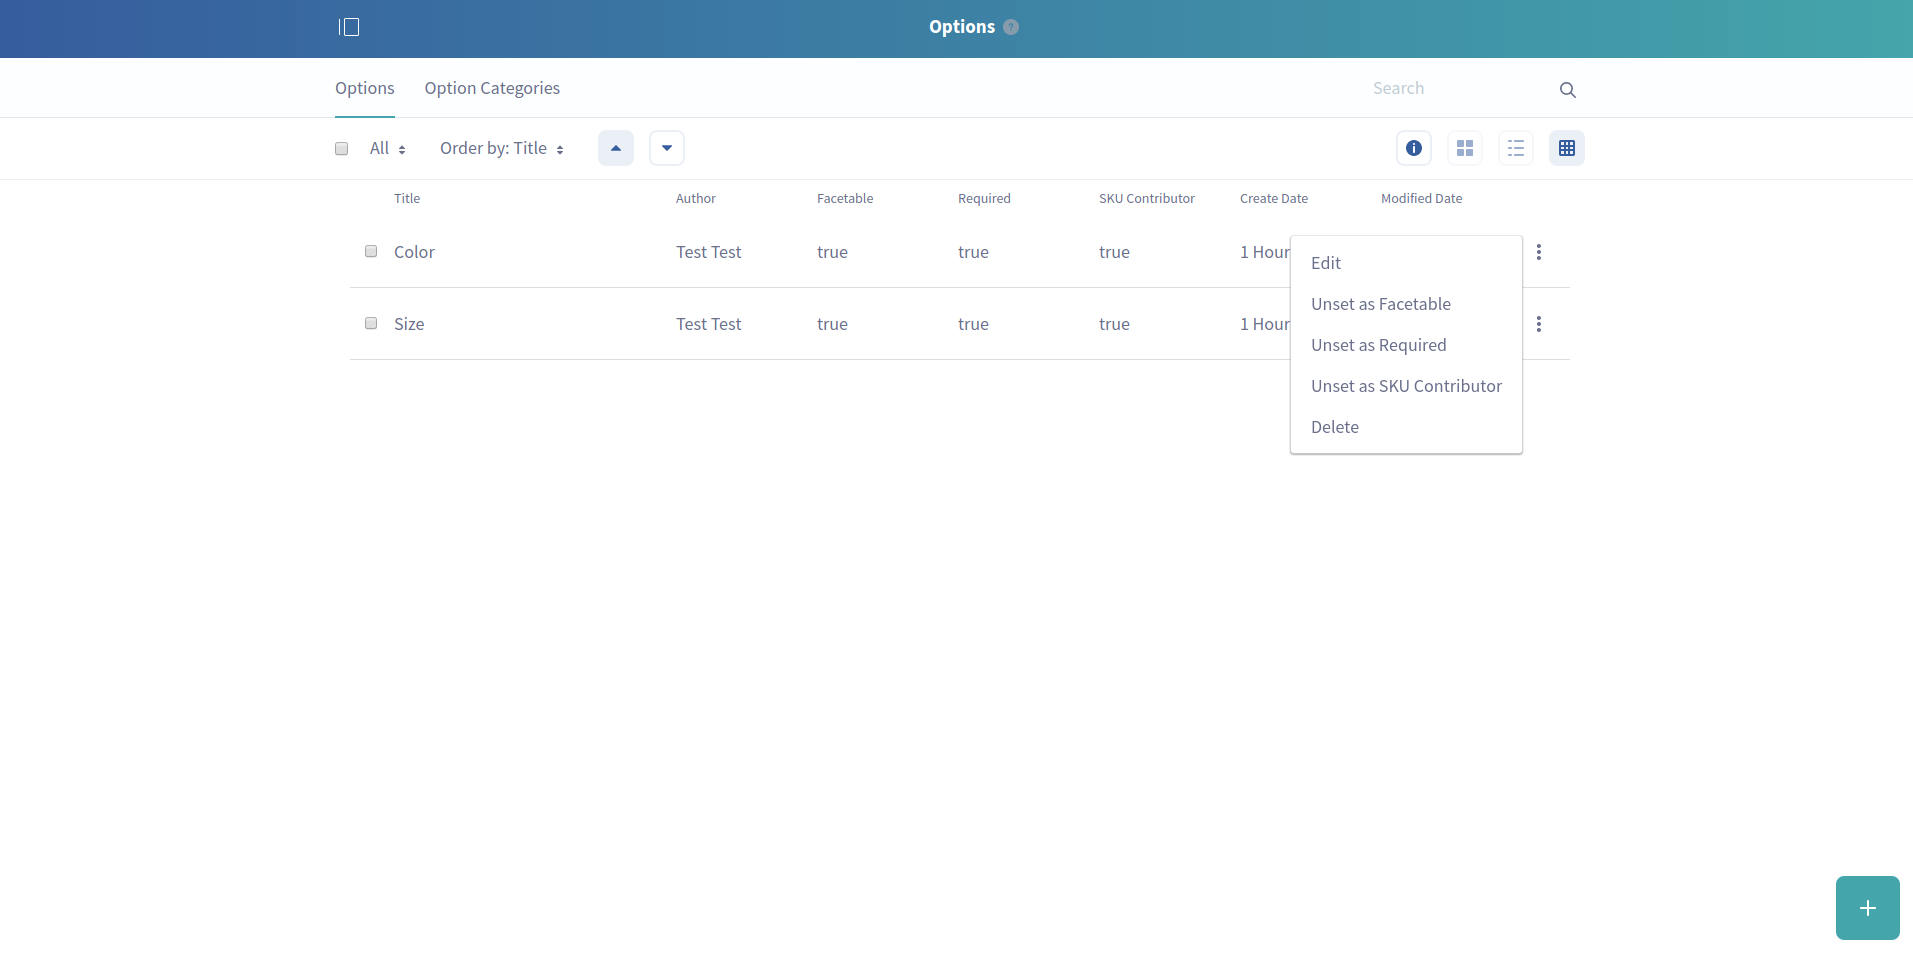 Options ?
Options Option Categories Search
All Order by: Title
Title Author Facetable Required SKU Contributor Create Date Modified Date
Color Test Test true true true 1 Hour
Size Test Test true true true 1 Hour
Edit
Unset as Facetable
Unset as Required
Unset as SKU Contributor
Delete